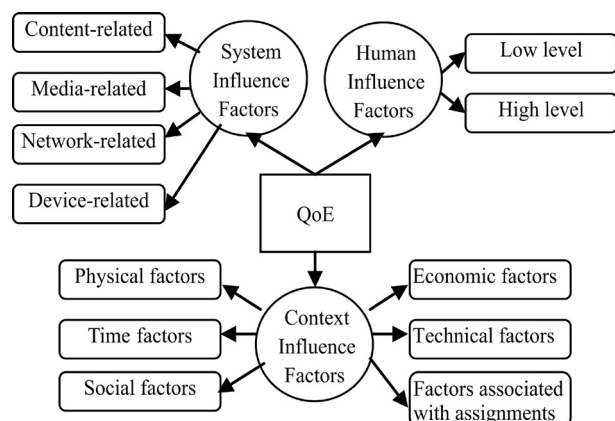 Content-related
Media-related
Network-related
Device-related
System
Influence
Factors
Human
Influence
Factors
Low level
High level
QoE
Physical factors
Time factors
Social factors
Context
Influence
Factors
Economic factors
Technical factors
Factors associated
with assignments